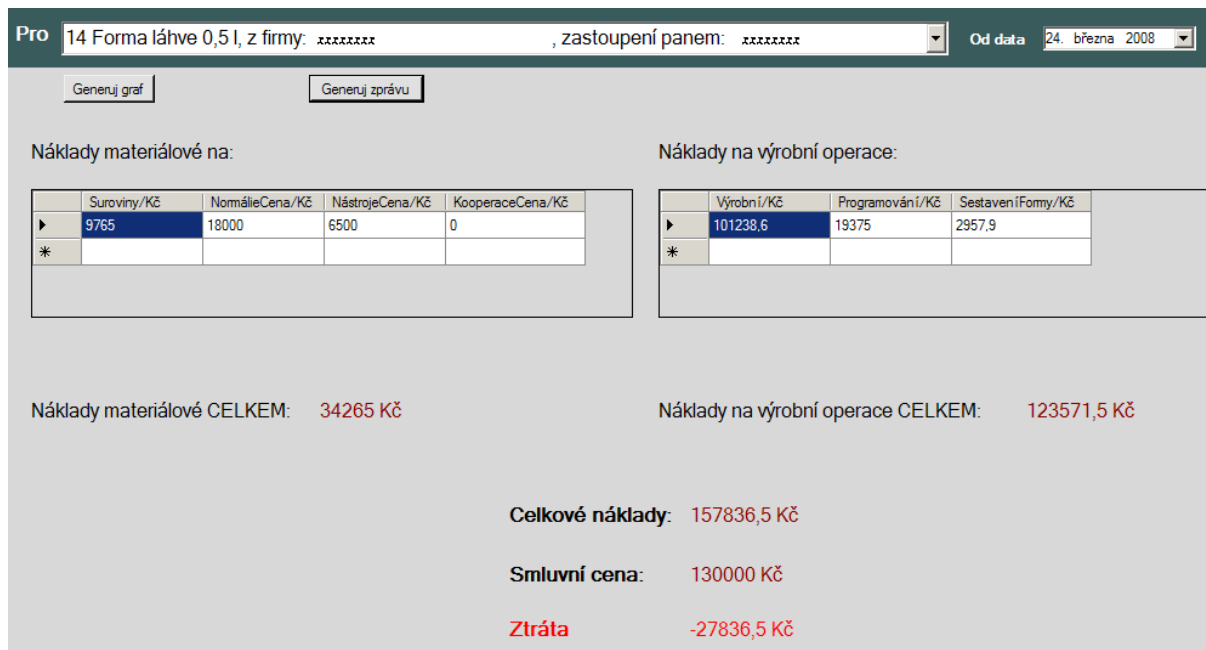 Pro 14 Forma láhve 0,5 l, z firmy: xxxxxxxx , zastoupení panem: xxxxxxxx Od data 24. března 2008
Generuj graf Generuj zprávu
Náklady materiálové na: Náklady na výrobní operace:
Suroviny/Kč NormálieCena/Kč NástrojeCena/Kč KooperaceCena/Kč Výrobní/Kč Programování/Kč SestaveníFormy/Kč
9765 18000 6500 0 101238,6 19375 2957,9
Náklady materiálové CELKEM: 34265 Kč Náklady na výrobní operace CELKEM: 123571,5 Kč
Celkové náklady: 157836,5 Kč
Smluvní cena: 130000 Kč
Ztráta -27836,5 Kč